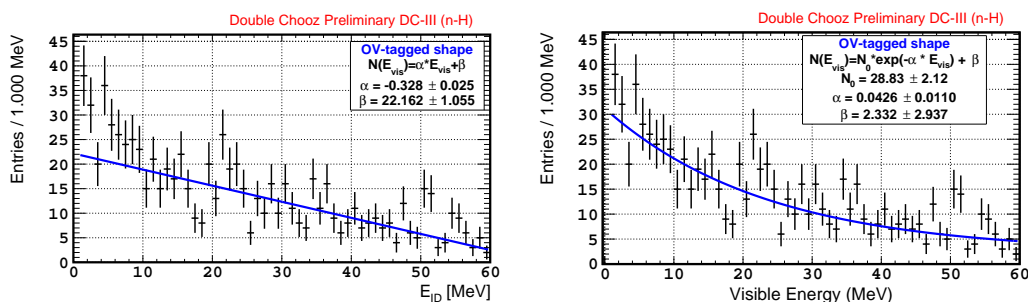 Double Chooz Preliminary DC-III (n-H)
Entries / 1.000 MeV
45
40
35
30
25
20
15
10
5
0
OV-tagged shape
N(E_vis)=α*E_vis+β
α = -0.328 ± 0.025
β = 22.162 ± 1.055
0 10 20 30 40 50 60
E_ID [MeV]
Double Chooz Preliminary DC-III (n-H)
Entries / 1.000 MeV
45
40
35
30
25
20
15
10
5
0
OV-tagged shape
N(E_vis)=N_0*exp(-α * E_vis) + β
N_0 = 28.83 ± 2.12
α = 0.0426 ± 0.0110
β = 2.332 ± 2.937
0 10 20 30 40 50 60
Visible Energy (MeV)